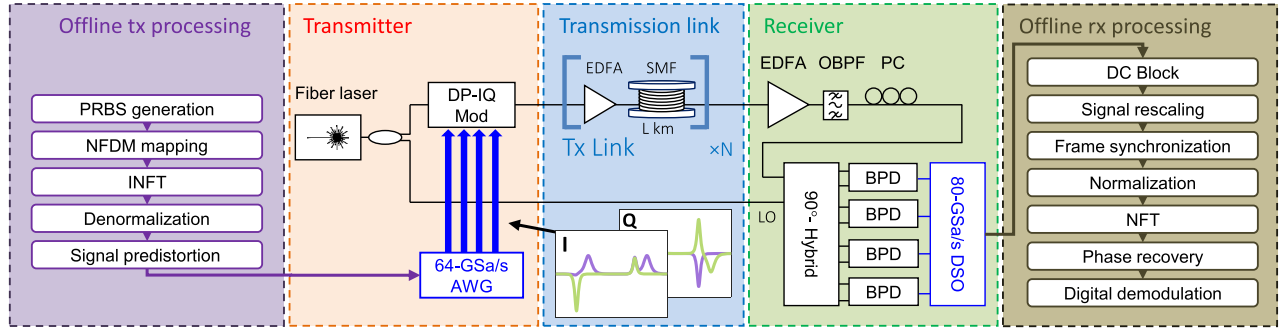 Offline tx processing
PRBS generation
NFDM mapping
INFT
Denormalization
Signal predistortion
Transmitter
Fiber laser
DP-IQ
Mod
64-GSa/s
AWG
Transmission link
EDFA
SMF
L km
Tx Link
×N
I
Q
Receiver
EDFA
OBPF
PC
LO
90°- Hybrid
BPD
BPD
BPD
BPD
80-GSa/s DSO
Offline rx processing
DC Block
Signal rescaling
Frame synchronization
Normalization
NFT
Phase recovery
Digital demodulation